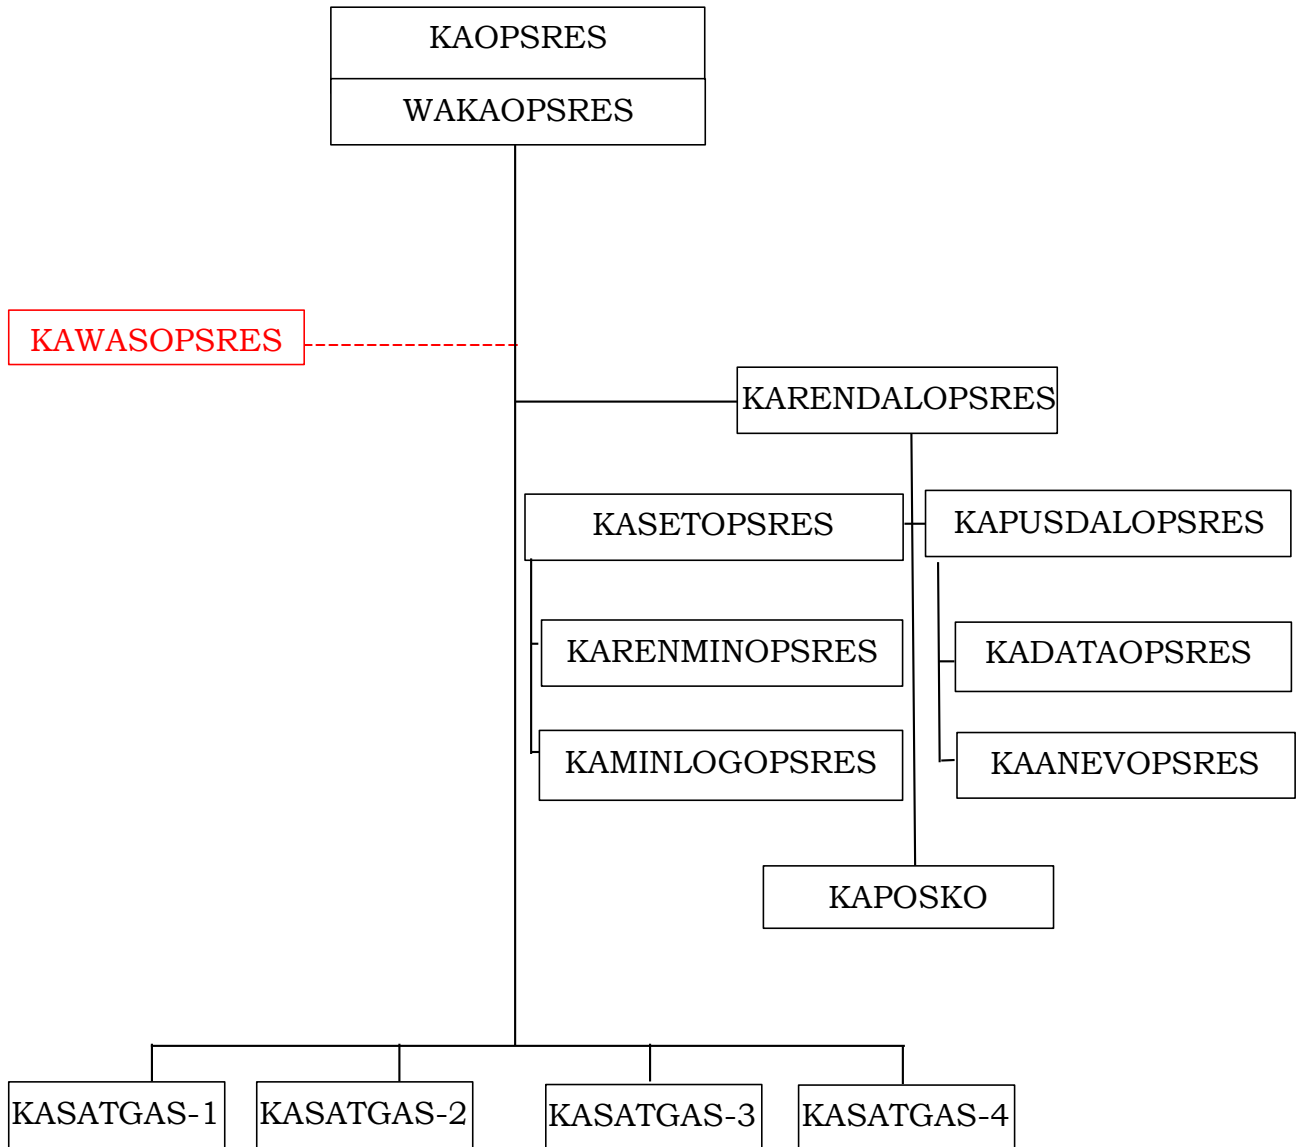 KAOPSRES
WAKAOPSRES
KAWASOPSRES
KARENDALOPSRES
KASETOPSRES
KAPUSDALOPSRES
KARENMINOPSRES
KADATAOPSRES
KAMINLOGOPSRES
KAANEVOPSRES
KAPOSKO
KASATGAS-1
KASATGAS-2
KASATGAS-3
KASATGAS-4